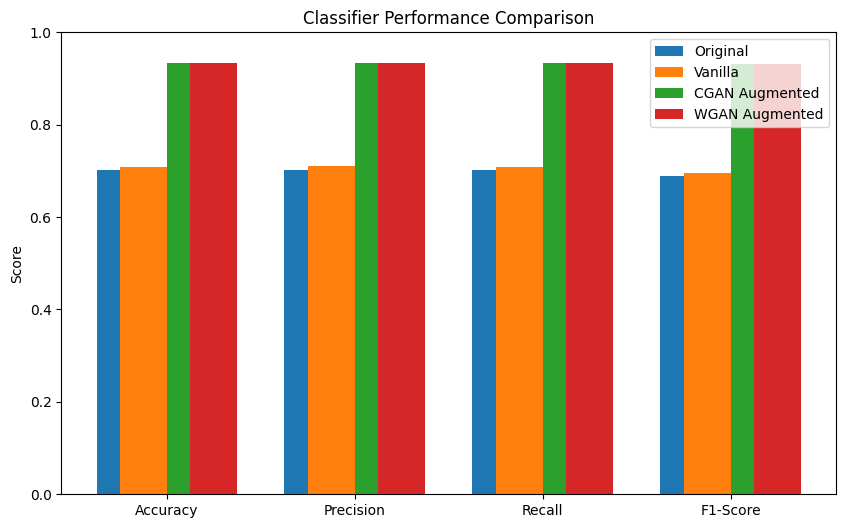 Classifier Performance Comparison
Original
Vanilla
CGAN Augmented
WGAN Augmented
Score
1.0
0.8
0.6
0.4
0.2
0.0
Accuracy
Precision
Recall
F1-Score